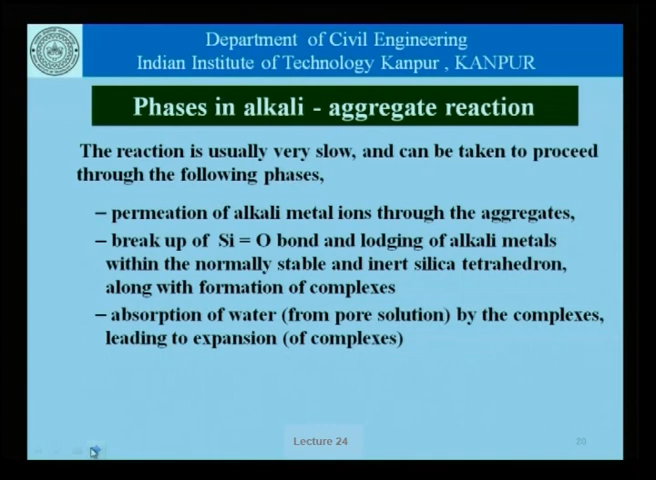 Department of Civil Engineering
Indian Institute of Technology Kanpur , KANPUR
Phases in alkali - aggregate reaction
The reaction is usually very slow, and can be taken to proceed
through the following phases,
– permeation of alkali metal ions through the aggregates,
– break up of Si = O bond and lodging of alkali metals
within the normally stable and inert silica tetrahedron,
along with formation of complexes
– absorption of water (from pore solution) by the complexes,
leading to expansion (of complexes)
Lecture 24
20